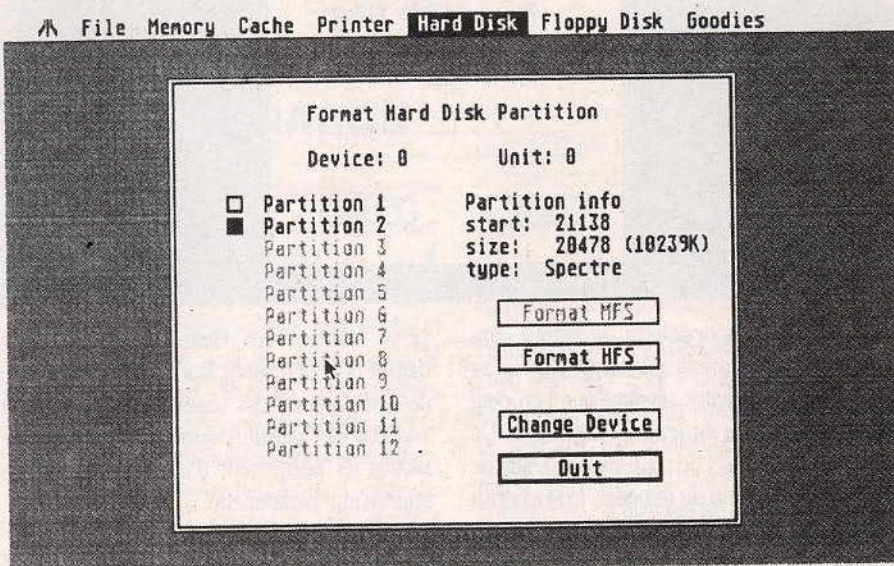 File Memory Cache Printer Hard Disk Floppy Disk Goodies
Format Hard Disk Partition
Device: 0 Unit: 0
Partition 1
Partition 2
Partition 3
Partition 4
Partition 5
Partition 6
Partition 7
Partition 8
Partition 9
Partition 10
Partition 11
Partition 12
Partition info
start: 21138
size: 20478 (10239K)
type: Spectre
Format MFS
Format HFS
Change Device
Quit